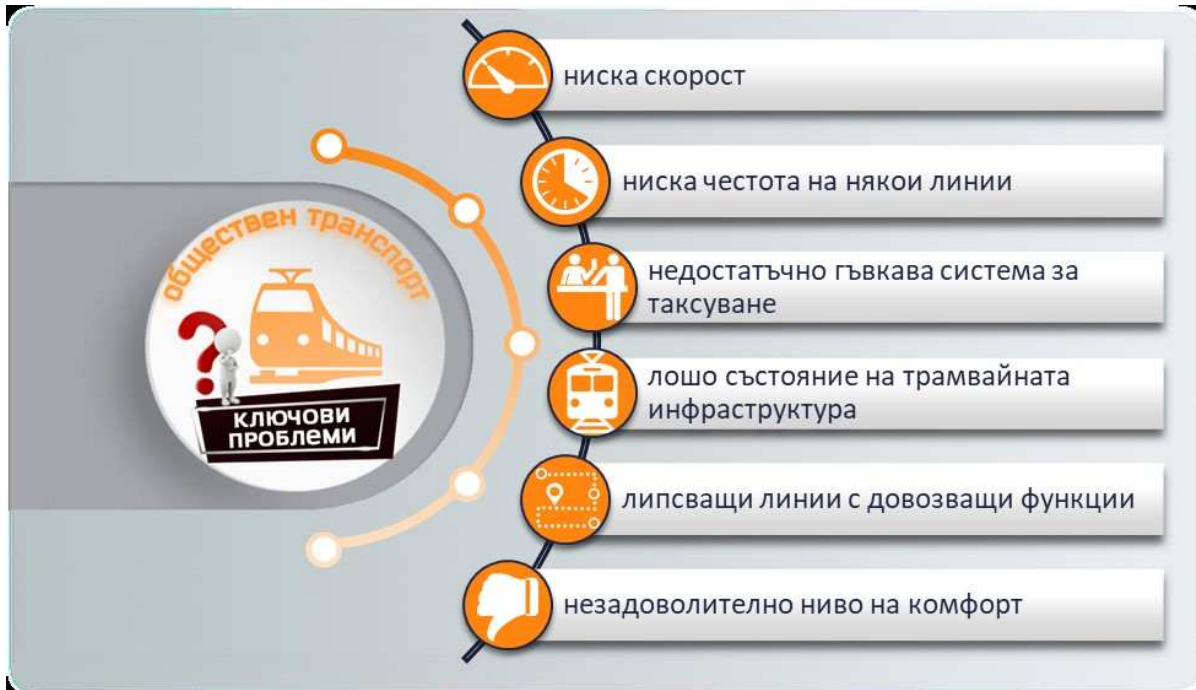 обществен транспорт
ключови
проблеми
ниска скорост
ниска честота на някои линии
недостатъчно гъвкава система за
таксуване
лошо състояние на трамвайната
инфраструктура
липсващи линии с довозващи функции
незадоволително ниво на комфорт